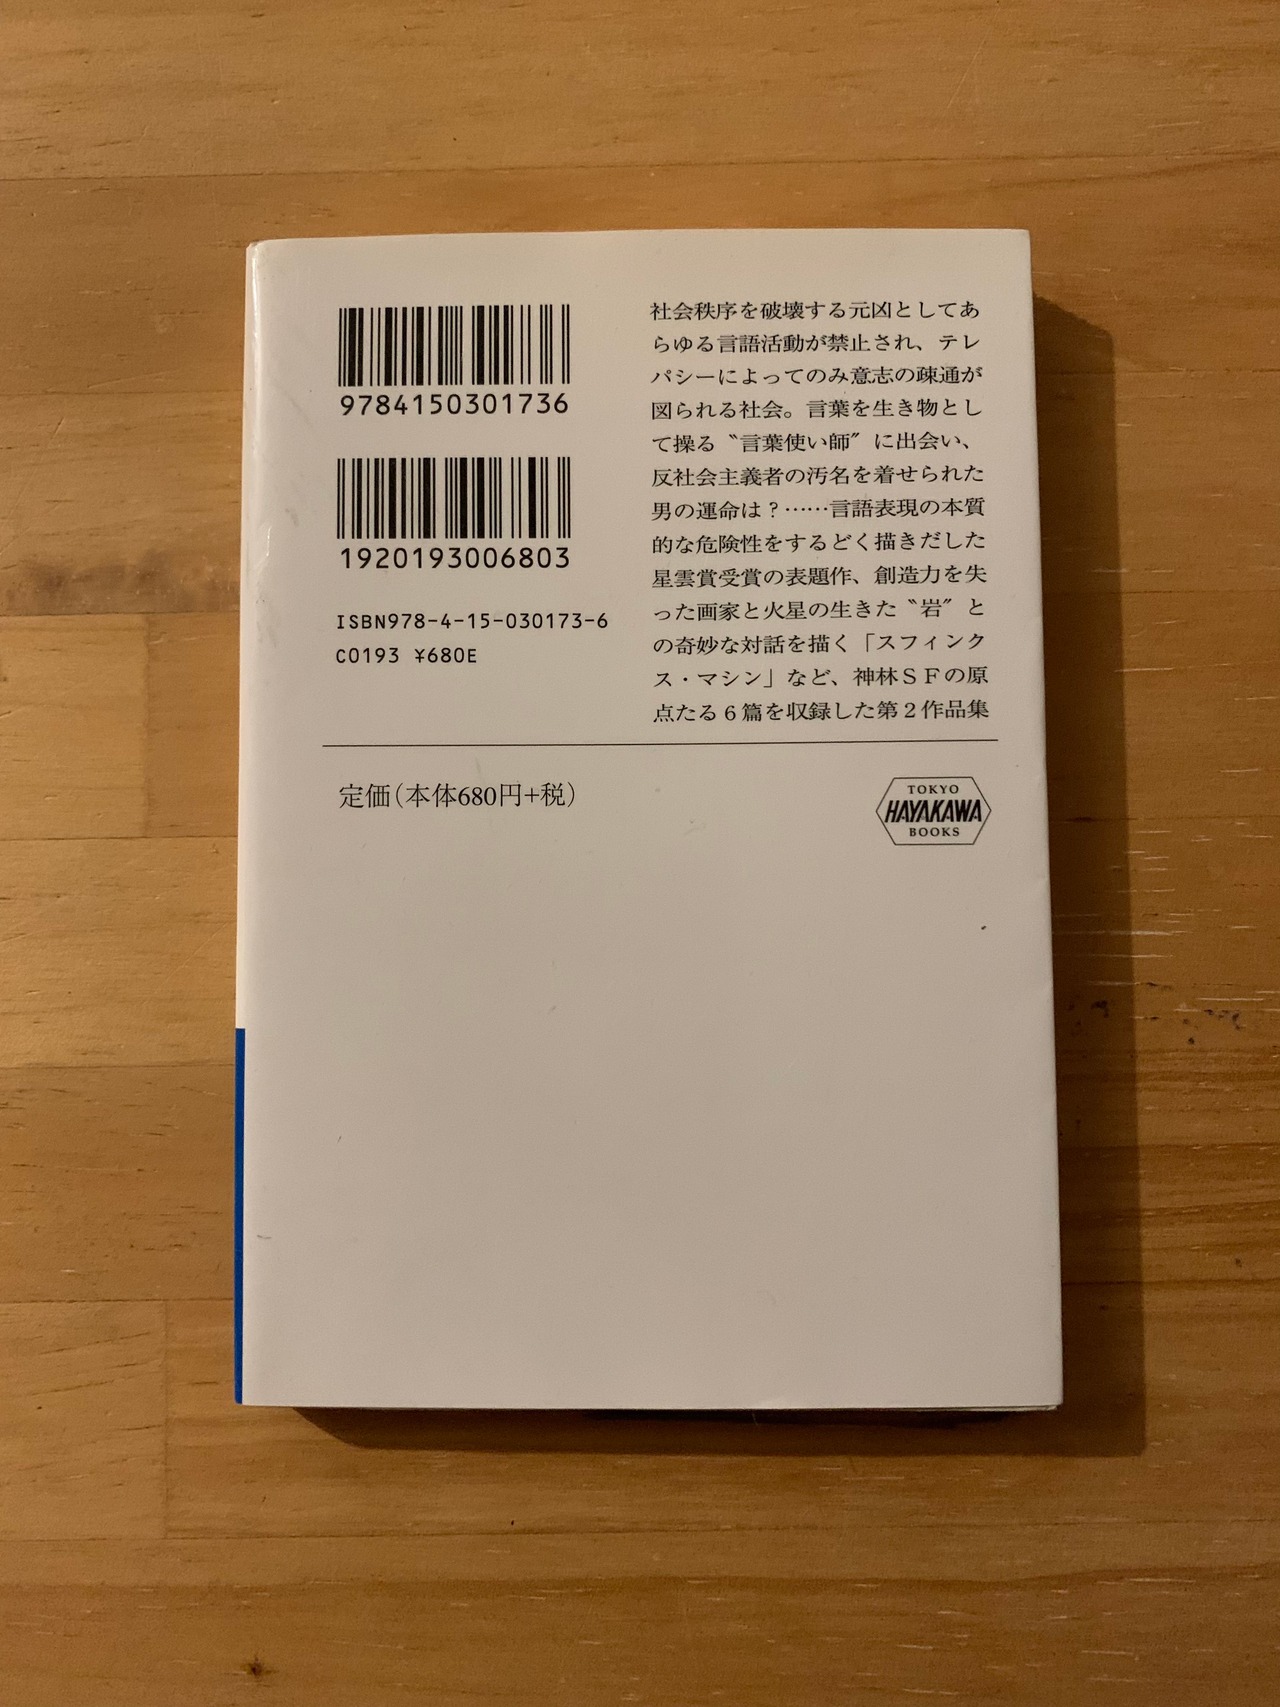 9784150301736
1920193006803
ISBN978-4-15-030173-6
C0193 ¥680E
社会秩序を破壊する元凶としてあ
らゆる言語活動が禁止され、テレ
パシーによってのみ意志の疎通が
図られる社会。言葉を生き物とし
て操る〝言葉使い師〞に出会い、
反社会主義者の汚名を着せられた
男の運命は？……言語表現の本質
的な危険性をするどく描きだした
星雲賞受賞の表題作、創造力を失
った画家と火星の生きた〝岩〞と
の奇妙な対話を描く「スフィンク
ス・マシン」など、神林ＳＦの原
点たる６篇を収録した第２作品集
定価（本体680円+税）
TOKYO
HAYAKAWA
BOOKS